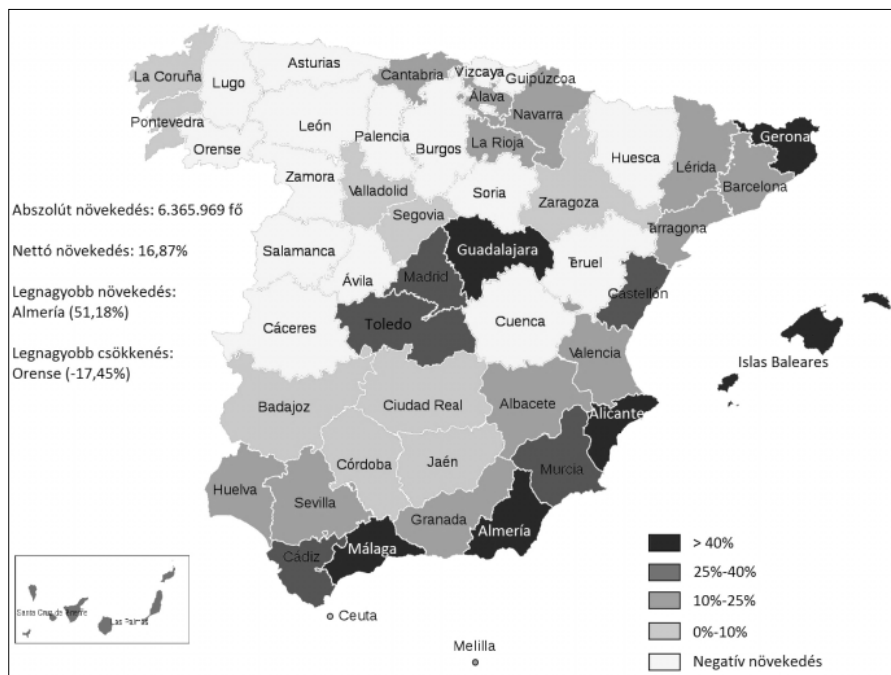 Asturias
Cantabria
Vizcaya
Guipúzcoa
La Coruña
Lugo
Álava
Navarra
Pontevedra
León
Palencia
Burgos
La Rioja
Huesca
Lérida
Gerona
Orense
Barcelona
Zamora
Valladolid
Soria
Zaragoza
Tarragona
Segovia
Abszolút növekedés: 6.365.969 fő
Nettó növekedés: 16,87%
Legnagyobb növekedés:
Almería (51,18%)
Legnagyobb csökkenés:
Orense (-17,45%)
Salamanca
Ávila
Madrid
Guadalajara
Teruel
Castellón
Cáceres
Toledo
Cuenca
Valencia
Islas Baleares
Badajoz
Ciudad Real
Albacete
Alicante
Córdoba
Jaén
Murcia
Huelva
Sevilla
Granada
Almería
Cádiz
Málaga
Ceuta
Melilla
Santa Cruz de Tenerife
Las Palmas
> 40%
25%-40%
10%-25%
0%-10%
Negatív növekedés